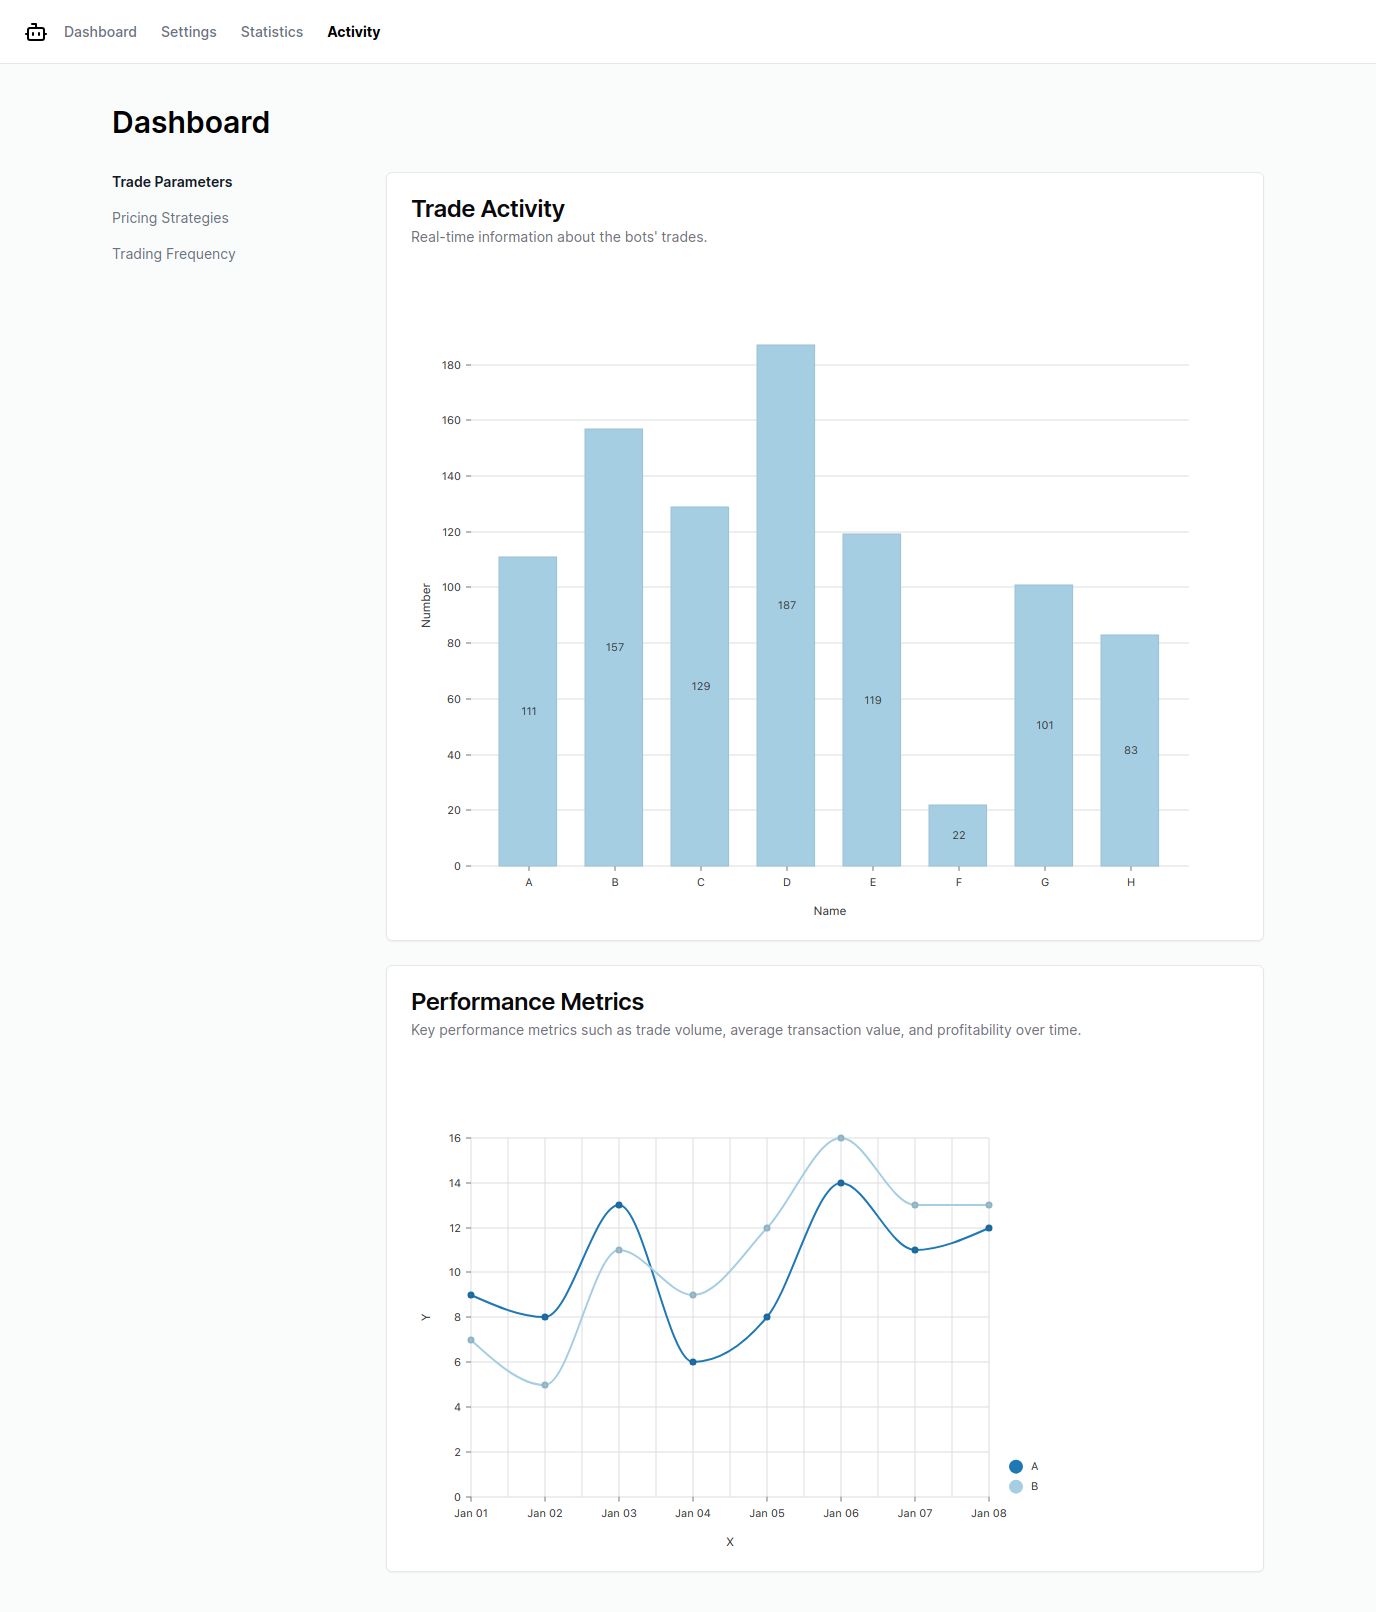 Dashboard Settings Statistics Activity
Dashboard
Trade Parameters
Pricing Strategies
Trading Frequency
Trade Activity
Real-time information about the bots' trades.
180
160
140
120
100
80
60
40
20
0
Number
111
157
129
187
119
22
101
83
A B C D E F G H
Name
Performance Metrics
Key performance metrics such as trade volume, average transaction value, and profitability over time.
16
14
12
10
8
6
4
2
0
Y
Jan 01 Jan 02 Jan 03 Jan 04 Jan 05 Jan 06 Jan 07 Jan 08
X
A
B